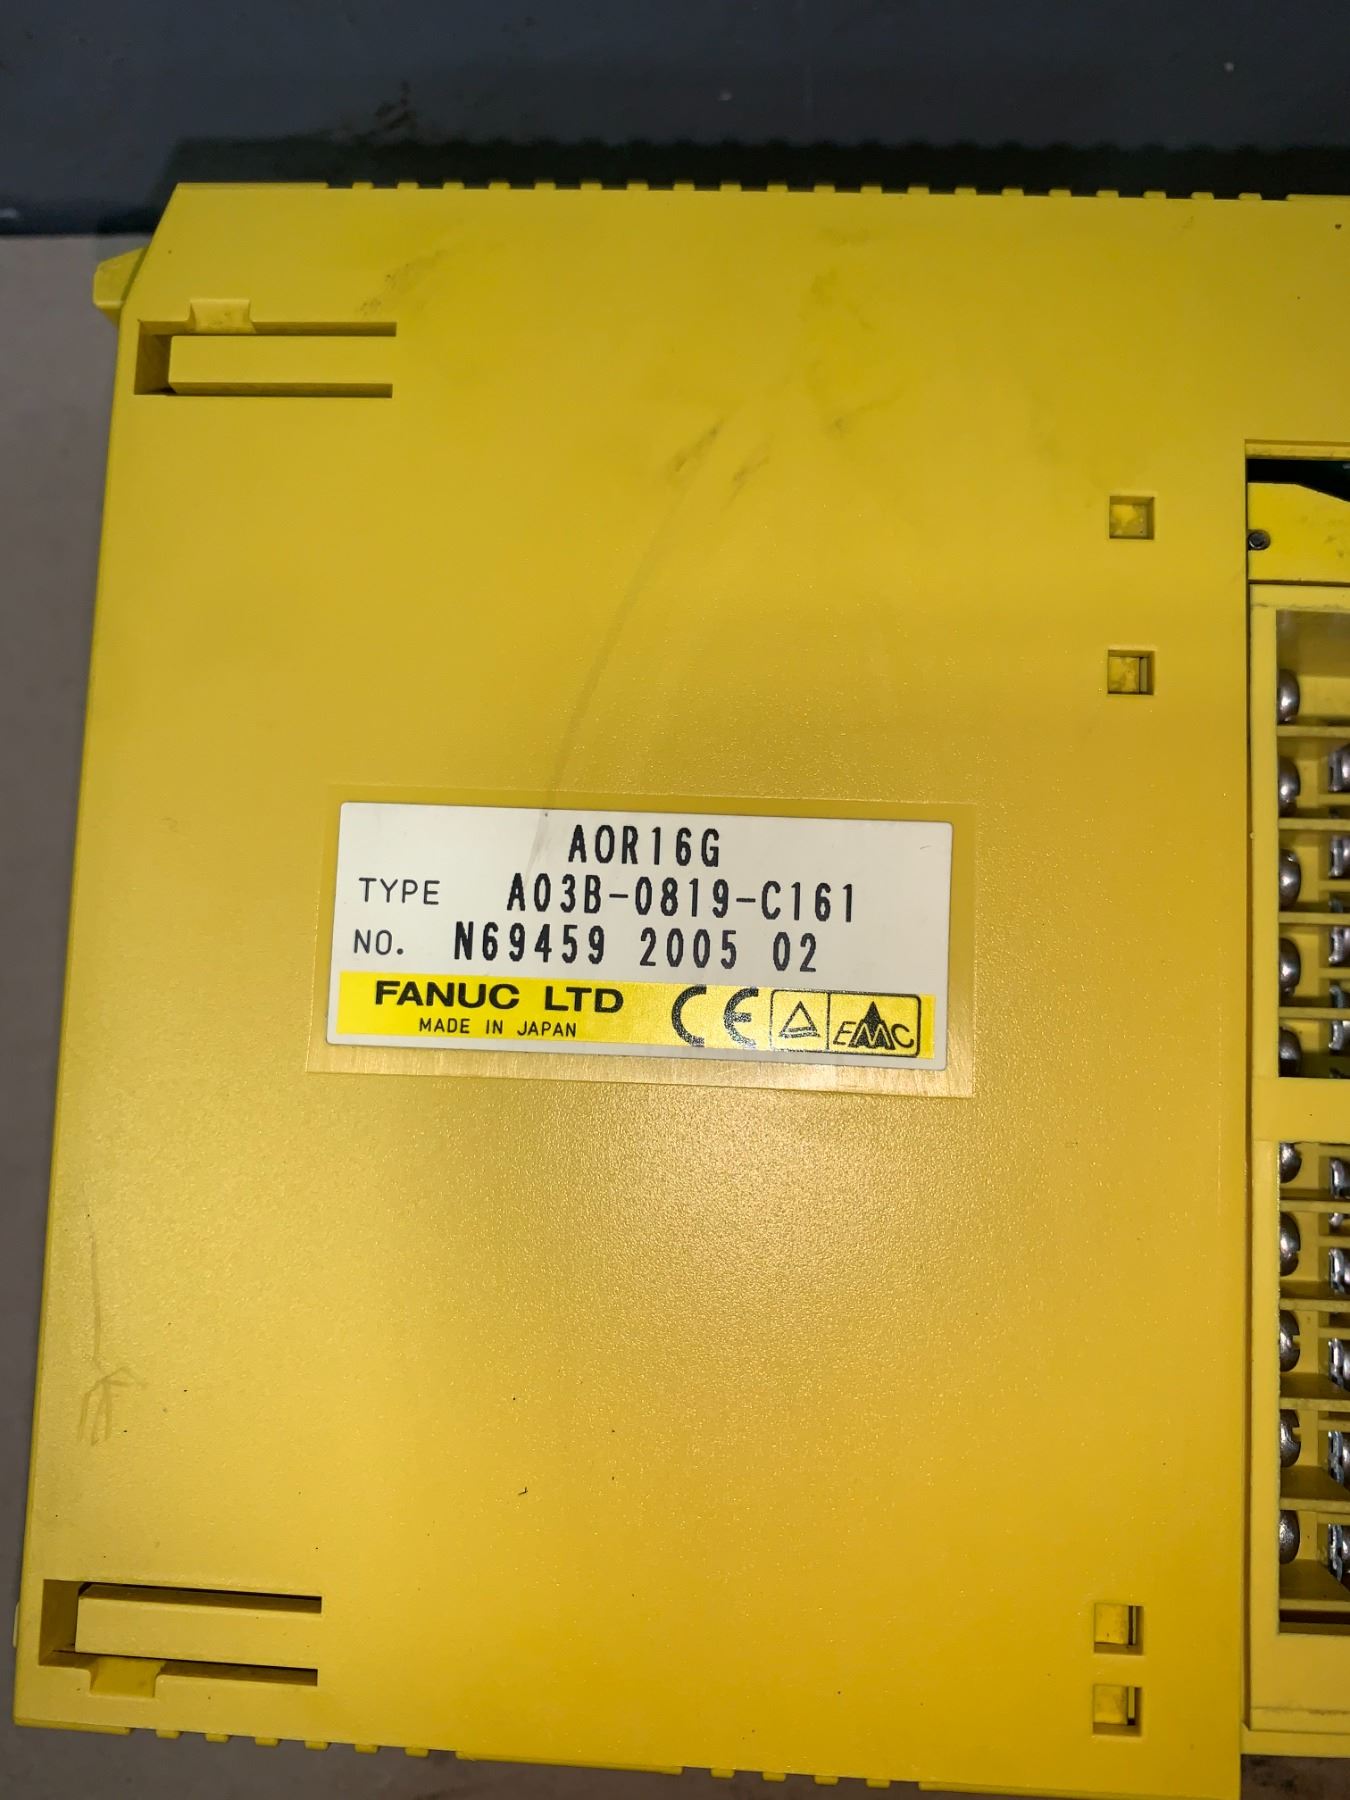 AOR16G
TYPE A03B-0819-C161
NO. N69459 2005 02
FANUC LTD
MADE IN JAPAN
CE EMC